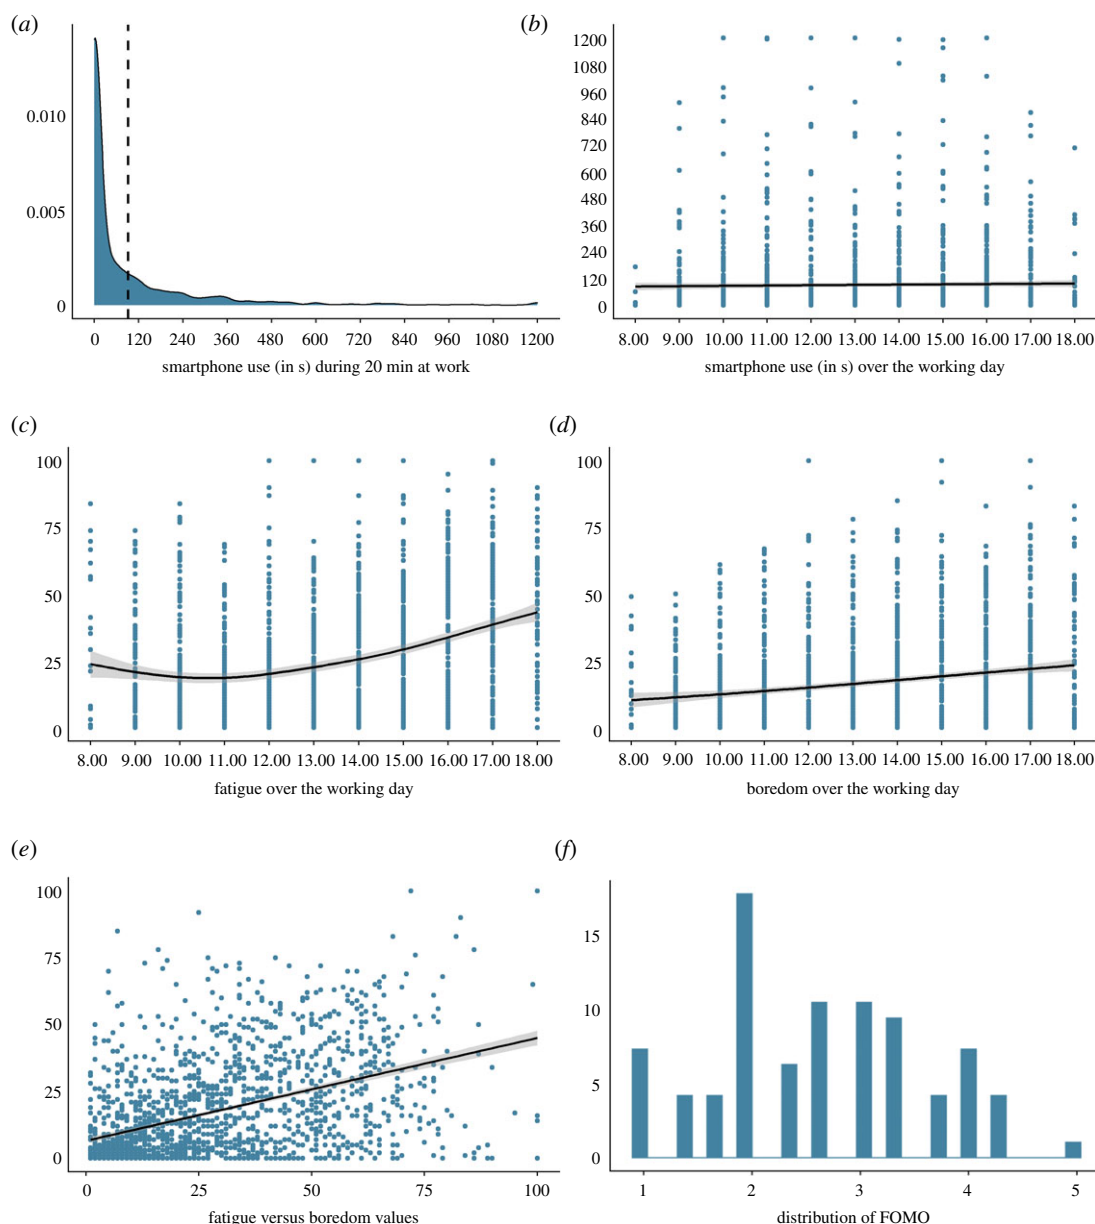 (a)
0.010
0.005
0
0 120 240 360 480 600 720 840 960 1080 1200
smartphone use (in s) during 20 min at work
(b)
1200
1080
960
840
720
600
480
360
240
120
0
8.00 9.00 10.00 11.00 12.00 13.00 14.00 15.00 16.00 17.00 18.00
smartphone use (in s) over the working day
(c)
100
75
50
25
0
8.00 9.00 10.00 11.00 12.00 13.00 14.00 15.00 16.00 17.00 18.00
fatigue over the working day
(d)
100
75
50
25
0
8.00 9.00 10.00 11.00 12.00 13.00 14.00 15.00 16.00 17.00 18.00
boredom over the working day
(e)
100
75
50
25
0
0 25 50 75 100
fatigue versus boredom values
(f)
15
10
5
0
1 2 3 4 5
distribution of FOMO